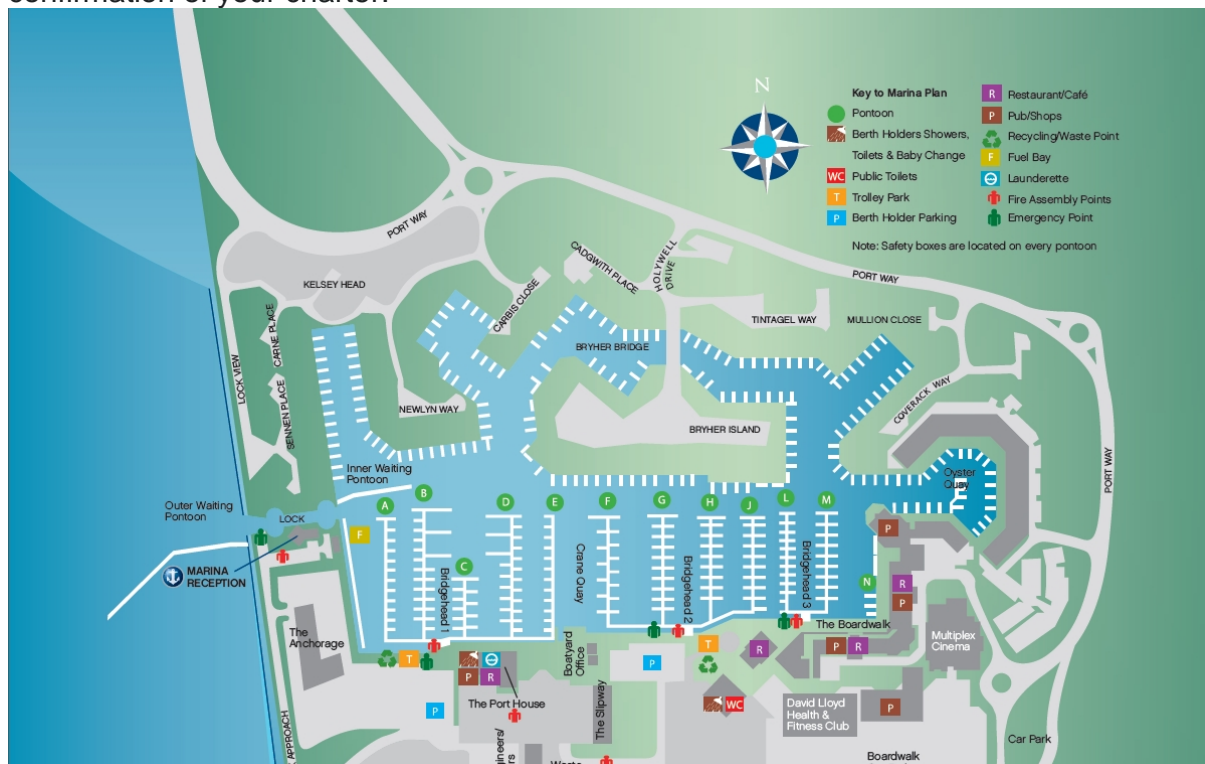 confirmation of your charter.
N
Key to Marina Plan
Pontoon
Berth Holders Showers,
Toilets & Baby Change
WC Public Toilets
T Trolley Park
P Berth Holder Parking
R Restaurant/Café
P Pub/Shops
Recycling/Waste Point
F Fuel Bay
Launderette
Fire Assembly Points
Emergency Point
Note: Safety boxes are located on every pontoon
PORT WAY
KELSEY HEAD
CARBIS CLOSE
CADGWITH PLACE
HOLYWELL
DRIVE
PORT WAY
TINTAGEL WAY
MULLION CLOSE
LOCK VIEW
CARNE PLACE
SENNEN PLACE
NEWLYN WAY
BRYHER BRIDGE
BRYHER ISLAND
COVERACK WAY
PORT WAY
Oyster
Quay
Inner Waiting
Pontoon
Outer Waiting
Pontoon
LOCK
MARINA
RECEPTION
F
A
B
C
D
E
F
G
H
J
L
M
N
Bridgehead 1
Crane Quay
Bridgehead 2
Bridgehead 3
P
R
P
The Boardwalk
Multiplex
Cinema
The
Anchorage
T
P
R
The Port House
P
Boatyard
Office
The Slipway
P
T
R
P
R
WC
David Lloyd
Health &
Fitness Club
P
APPROACH
Waste
Boardwalk
Car Park